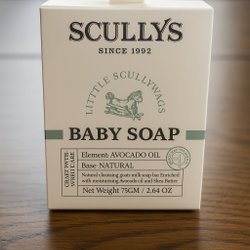 SCULLYS
SINCE 1992
LITTTLE SCULLYWAGS
BABY SOAP
Element: AVOCADO OIL
Base: NATURAL
Natural cleansing goats milk soap bar Enriched
with moisturising Avocado oil and Shea Butter
Net Weight 75GM / 2.64 OZ